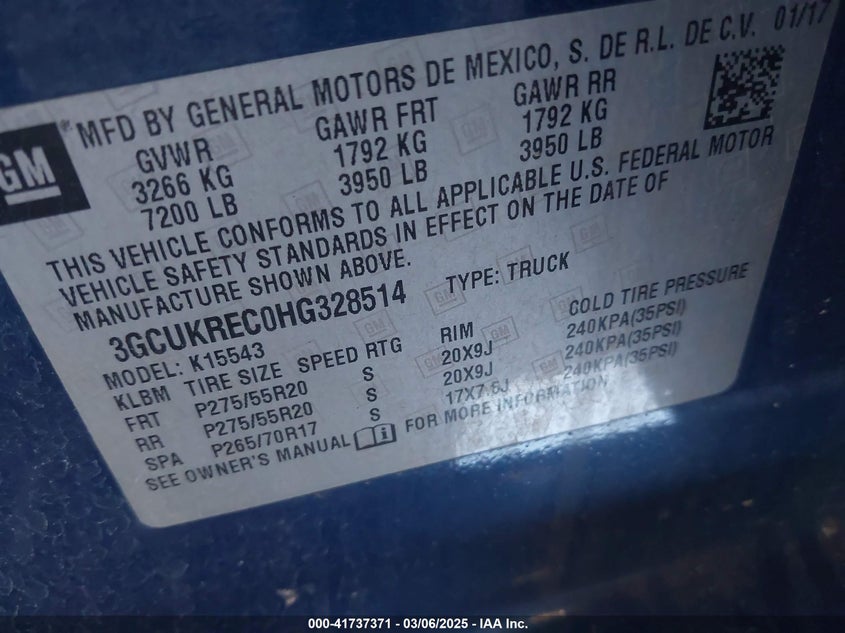 MFD BY GENERAL MOTORS DE MEXICO, S. DE R.L. DE C.V. 01/17
GM
GVWR GAWR FRT GAWR RR
3266 KG 1792 KG 1792 KG
7200 LB 3950 LB 3950 LB
THIS VEHICLE CONFORMS TO ALL APPLICABLE U.S. FEDERAL MOTOR
VEHICLE SAFETY STANDARDS IN EFFECT ON THE DATE OF
MANUFACTURE SHOWN ABOVE.
3GCUKREC0HG328514 TYPE: TRUCK
MODEL: K15543
KLBM TIRE SIZE SPEED RTG RIM COLD TIRE PRESSURE
FRT P275/55R20 S 20X9J 240KPA(35PSI)
RR P275/55R20 S 20X9J 240KPA(35PSI)
SPA P265/70R17 S 17X7.5J 240KPA(35PSI)
SEE OWNER'S MANUAL FOR MORE INFORMATION
000-41737371 | 03/06/2025 - IAA Inc.